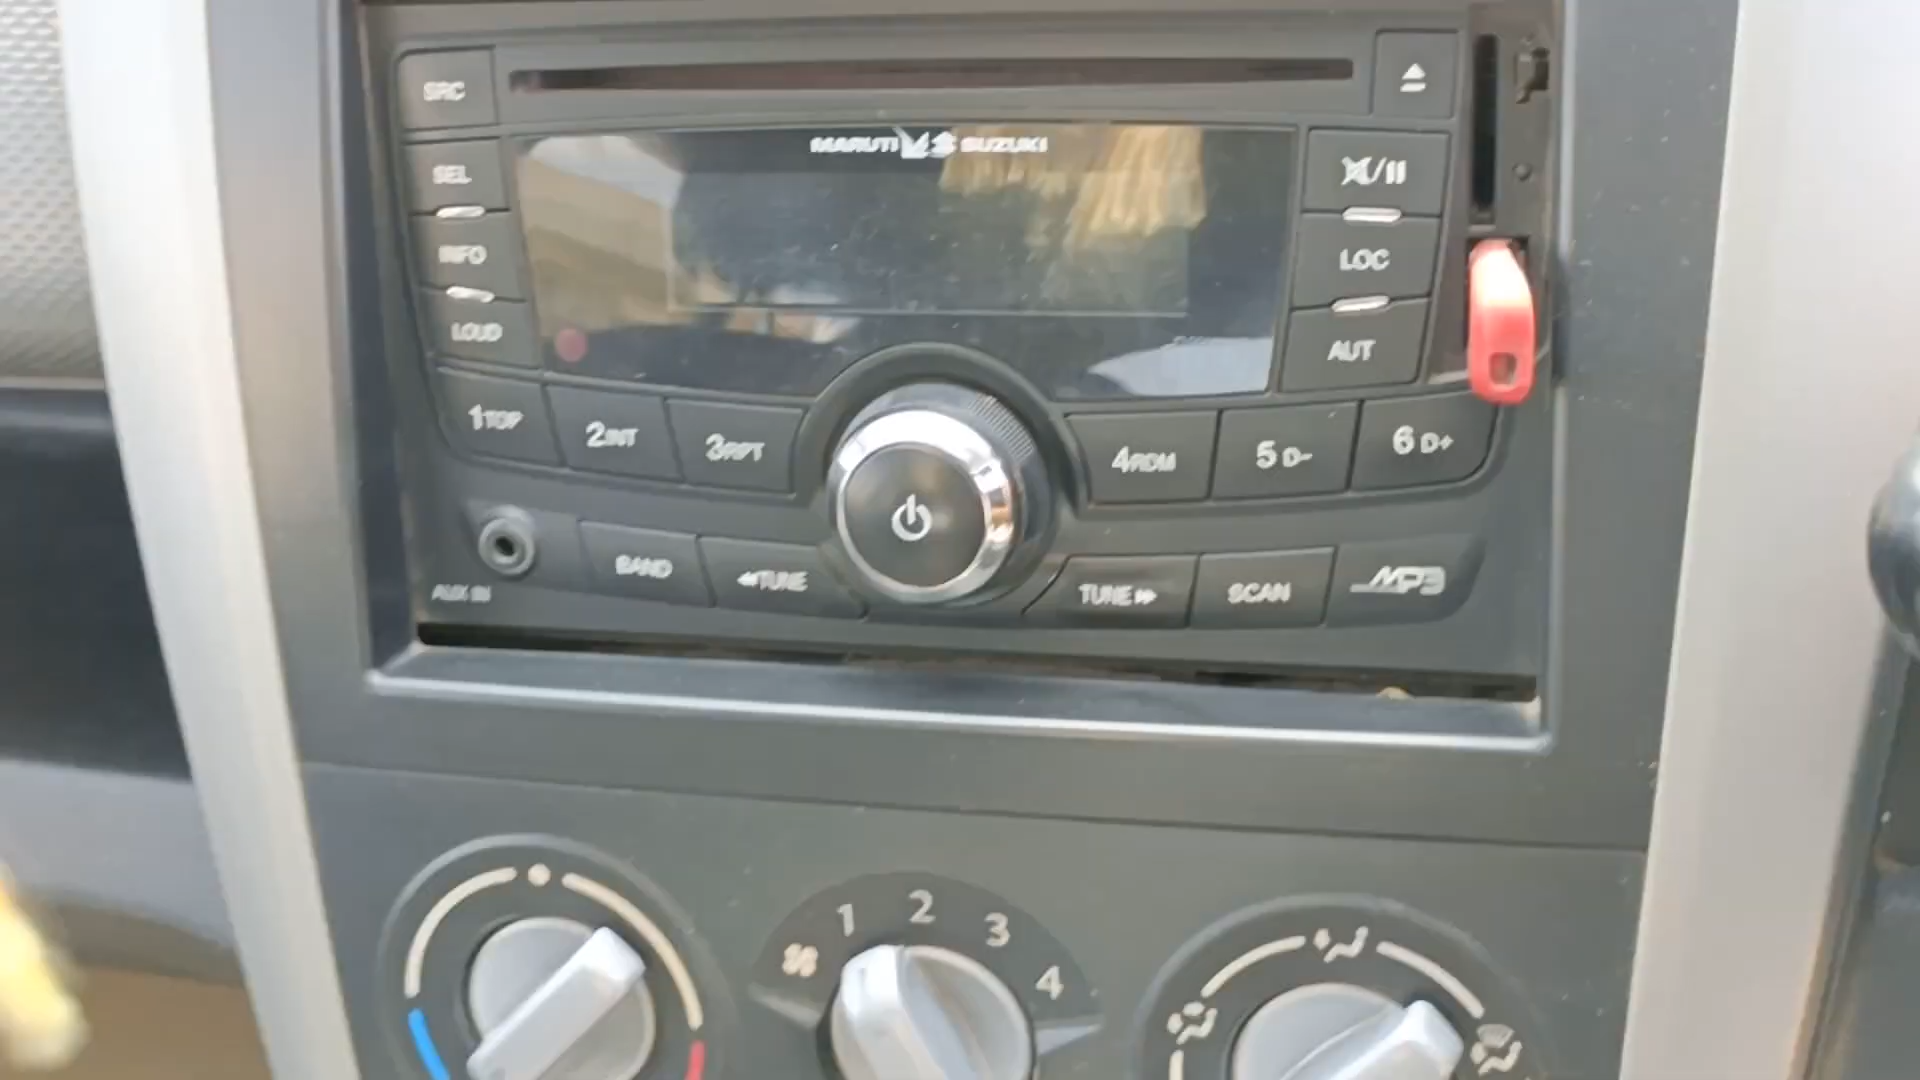 SRC
MARUTI SUZUKI
SEL
INFO
LOC
LOUD
AUT
1TOP 2INT 3RPT 4RDM 5 D- 6 D+
AUX IN
BAND TUNE TUNE SCAN MP3
1 2 3 4